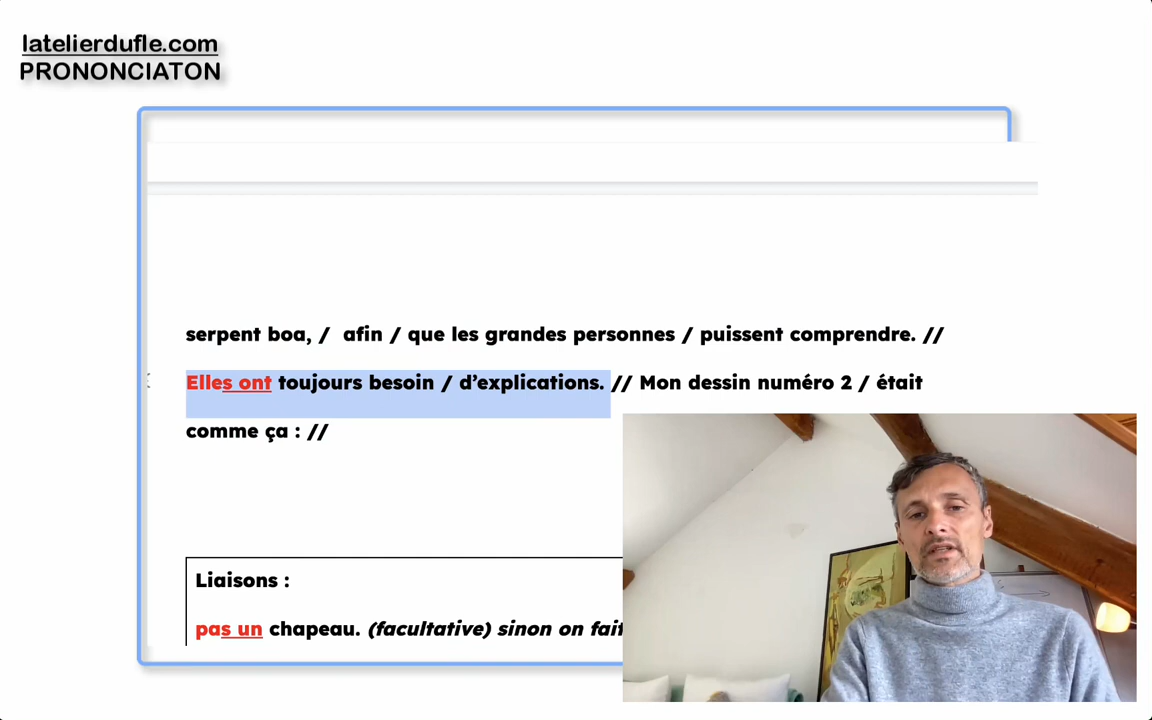 latelierdufle.com
PRONONCIATON
serpent boa, / afin / que les grandes personnes / puissent comprendre. //
Elles ont toujours besoin / d’explications. // Mon dessin numéro 2 / était
comme ça : //
Liaisons :
pas un chapeau. (facultative) sinon on fait